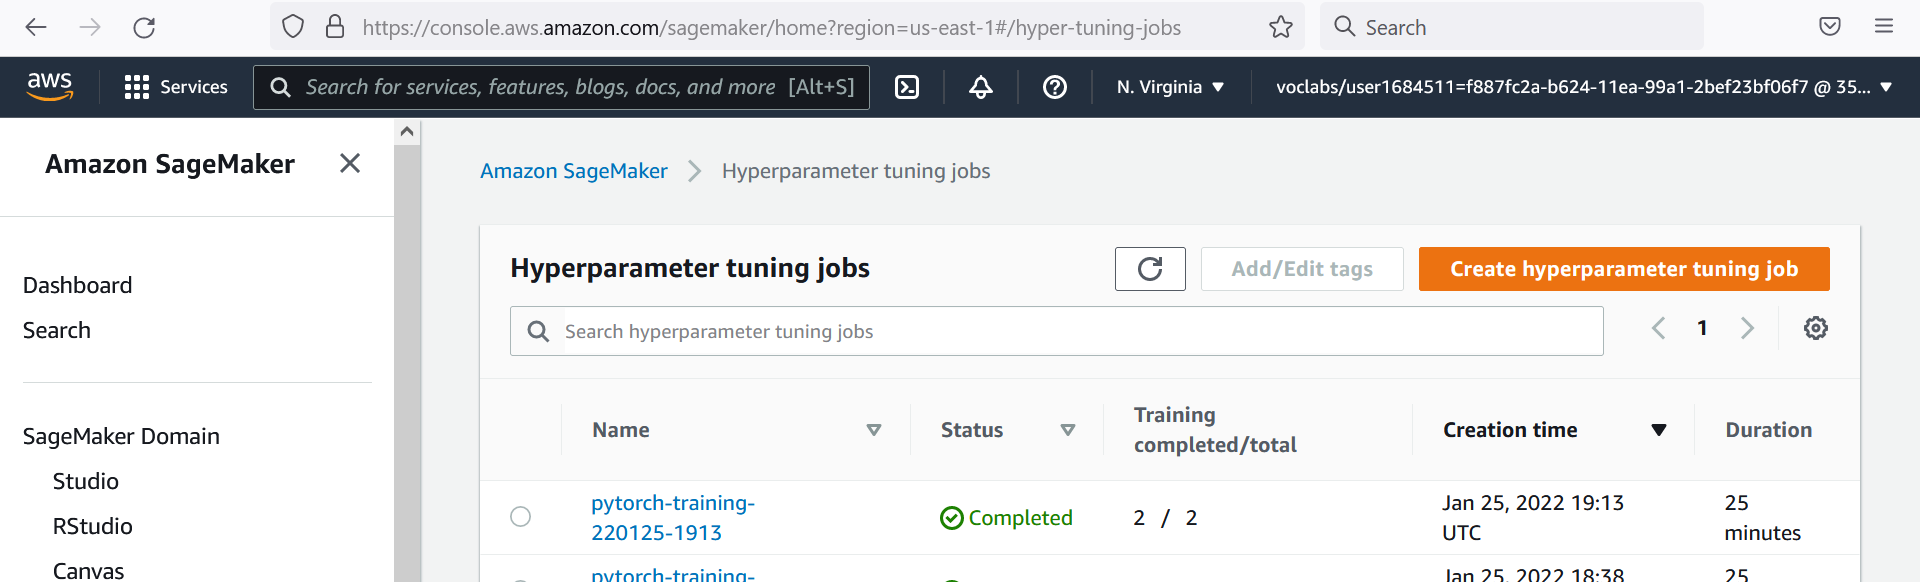 https://console.aws.amazon.com/sagemaker/home?region=us-east-1#/hyper-tuning-jobs
Search
aws
Services
Search for services, features, blogs, docs, and more [Alt+S]
N. Virginia
voclabs/user1684511=f887fc2a-b624-11ea-99a1-2bef23bf06f7 @ 35...
Amazon SageMaker
Dashboard
Search
SageMaker Domain
Studio
RStudio
Canvas
Amazon SageMaker
Hyperparameter tuning jobs
Hyperparameter tuning jobs
Add/Edit tags
Create hyperparameter tuning job
Search hyperparameter tuning jobs
1
Name
Status
Training
completed/total
Creation time
Duration
pytorch-training-
220125-1913
Completed
2 / 2
Jan 25, 2022 19:13
UTC
25
minutes
pytorch-training-
Jan 25, 2022 18:38
25